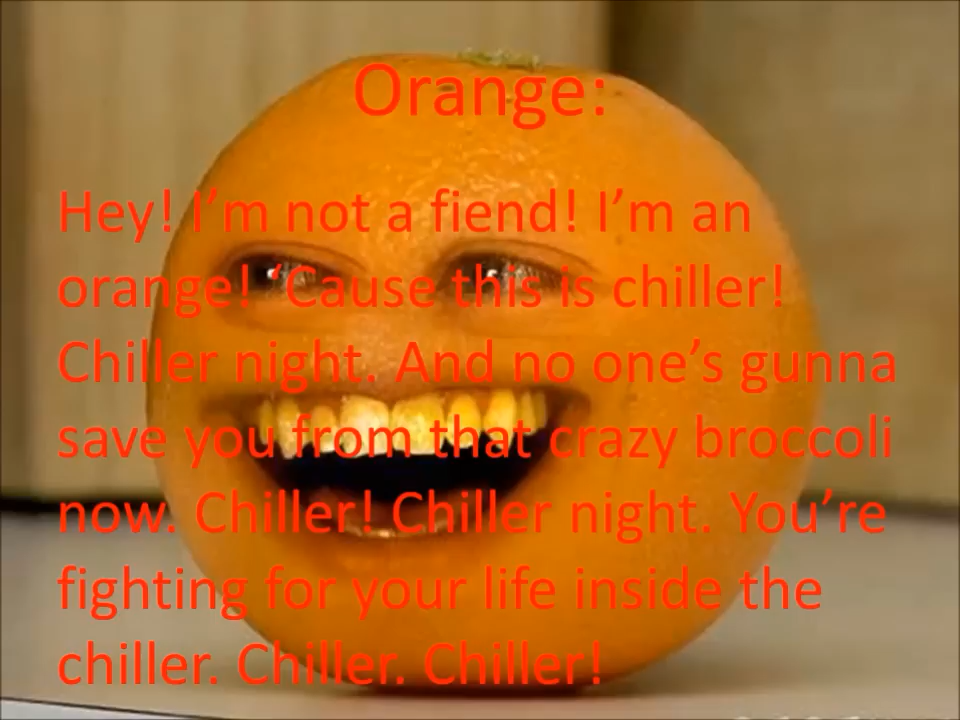 Orange:
Hey! I’m not a fiend! I’m an
orange! ‘Cause this is chiller!
Chiller night. And no one’s gunna
save you from that crazy broccoli
now. Chiller! Chiller night. You’re
fighting for your life inside the
chiller. Chiller. Chiller!